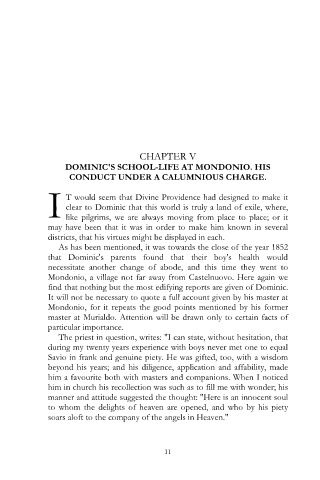 CHAPTER V
DOMINIC'S SCHOOL-LIFE AT MONDONIO. HIS
CONDUCT UNDER A CALUMNIOUS CHARGE.
IT would seem that Divine Providence had designed to make it
clear to Dominic that this world is truly a land of exile, where,
like pilgrims, we are always moving from place to place; or it
may have been that it was in order to make him known in several
districts, that his virtues might be displayed in each.
As has been mentioned, it was towards the close of the year 1852
that Dominic's parents found that their boy's health would
necessitate another change of abode, and this time they went to
Mondonio, a village not far away from Castelnuovo. Here again we
find that nothing but the most edifying reports are given of Dominic.
It will not be necessary to quote a full account given by his master at
Mondonio, for it repeats the good points mentioned by his former
master at Murialdo. Attention will be drawn only to certain facts of
particular importance.
The priest in question, writes: "I can state, without hesitation, that
during my twenty years experience with boys never met one to equal
Savio in frank and genuine piety. He was gifted, too, with a wisdom
beyond his years; and his diligence, application and affability, made
him a favourite both with masters and companions. When I noticed
him in church his recollection was such as to fill me with wonder; his
manner and attitude suggested the thought: "Here is an innocent soul
to whom the delights of heaven are opened, and who by his piety
soars aloft to the company of the angels in Heaven."
11